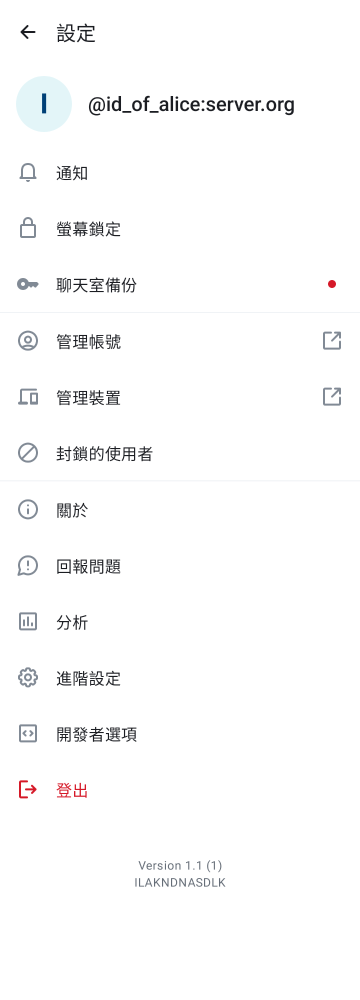 設定
I
@id_of_alice:server.org
通知
螢幕鎖定
聊天室備份
管理帳號
管理裝置
封鎖的使用者
關於
回報問題
分析
進階設定
開發者選項
登出
Version 1.1 (1)
ILAKNDNASDLK